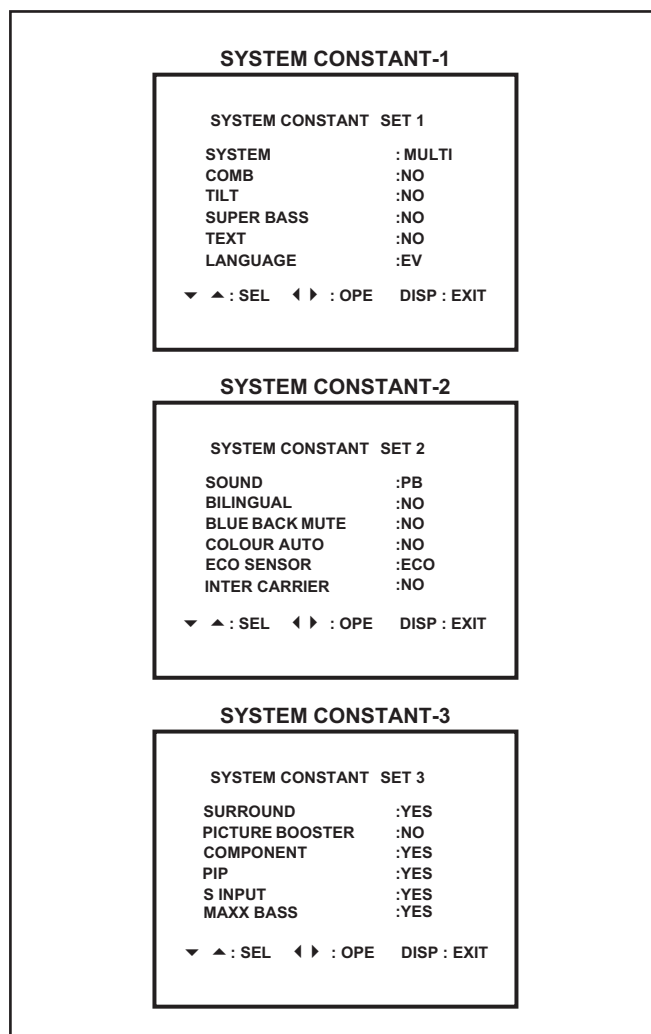 SYSTEM CONSTANT-1
SYSTEM CONSTANT SET 1
SYSTEM : MULTI
COMB :NO
TILT :NO
SUPER BASS :NO
TEXT :NO
LANGUAGE :EV
▼ ▲ : SEL ◀ ▶ : OPE DISP : EXIT
SYSTEM CONSTANT-2
SYSTEM CONSTANT SET 2
SOUND :PB
BILINGUAL :NO
BLUE BACK MUTE :NO
COLOUR AUTO :NO
ECO SENSOR :ECO
INTER CARRIER :NO
▼ ▲ : SEL ◀ ▶ : OPE DISP : EXIT
SYSTEM CONSTANT-3
SYSTEM CONSTANT SET 3
SURROUND :YES
PICTURE BOOSTER :NO
COMPONENT :YES
PIP :YES
S INPUT :YES
MAXX BASS :YES
▼ ▲ : SEL ◀ ▶ : OPE DISP : EXIT